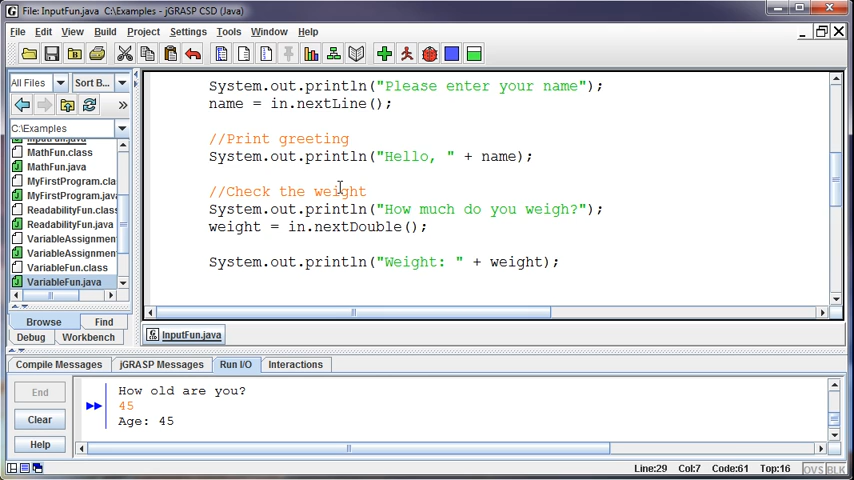 File: InputFun.java  C:\Examples - jGRASP CSD (Java)
File Edit View Build Project Settings Tools Window Help
All Files Sort B...
C:\Examples
InputFun.java
MathFun.class
MathFun.java
MyFirstProgram.cla
MyFirstProgram.java
ReadabilityFun.class
ReadabilityFun.java
VariableAssignmen
VariableAssignmen
VariableFun.class
VariableFun.java
Browse Find
Debug Workbench
System.out.println("Please enter your name");
name = in.nextLine();
//Print greeting
System.out.println("Hello, " + name);
//Check the weight
System.out.println("How much do you weigh?");
weight = in.nextDouble();
System.out.println("Weight: " + weight);
InputFun.java
Compile Messages jGRASP Messages Run I/O Interactions
End
Clear
Help
How old are you?
45
Age: 45
Line:29 Col:7 Code:61 Top:16 OVS BLK